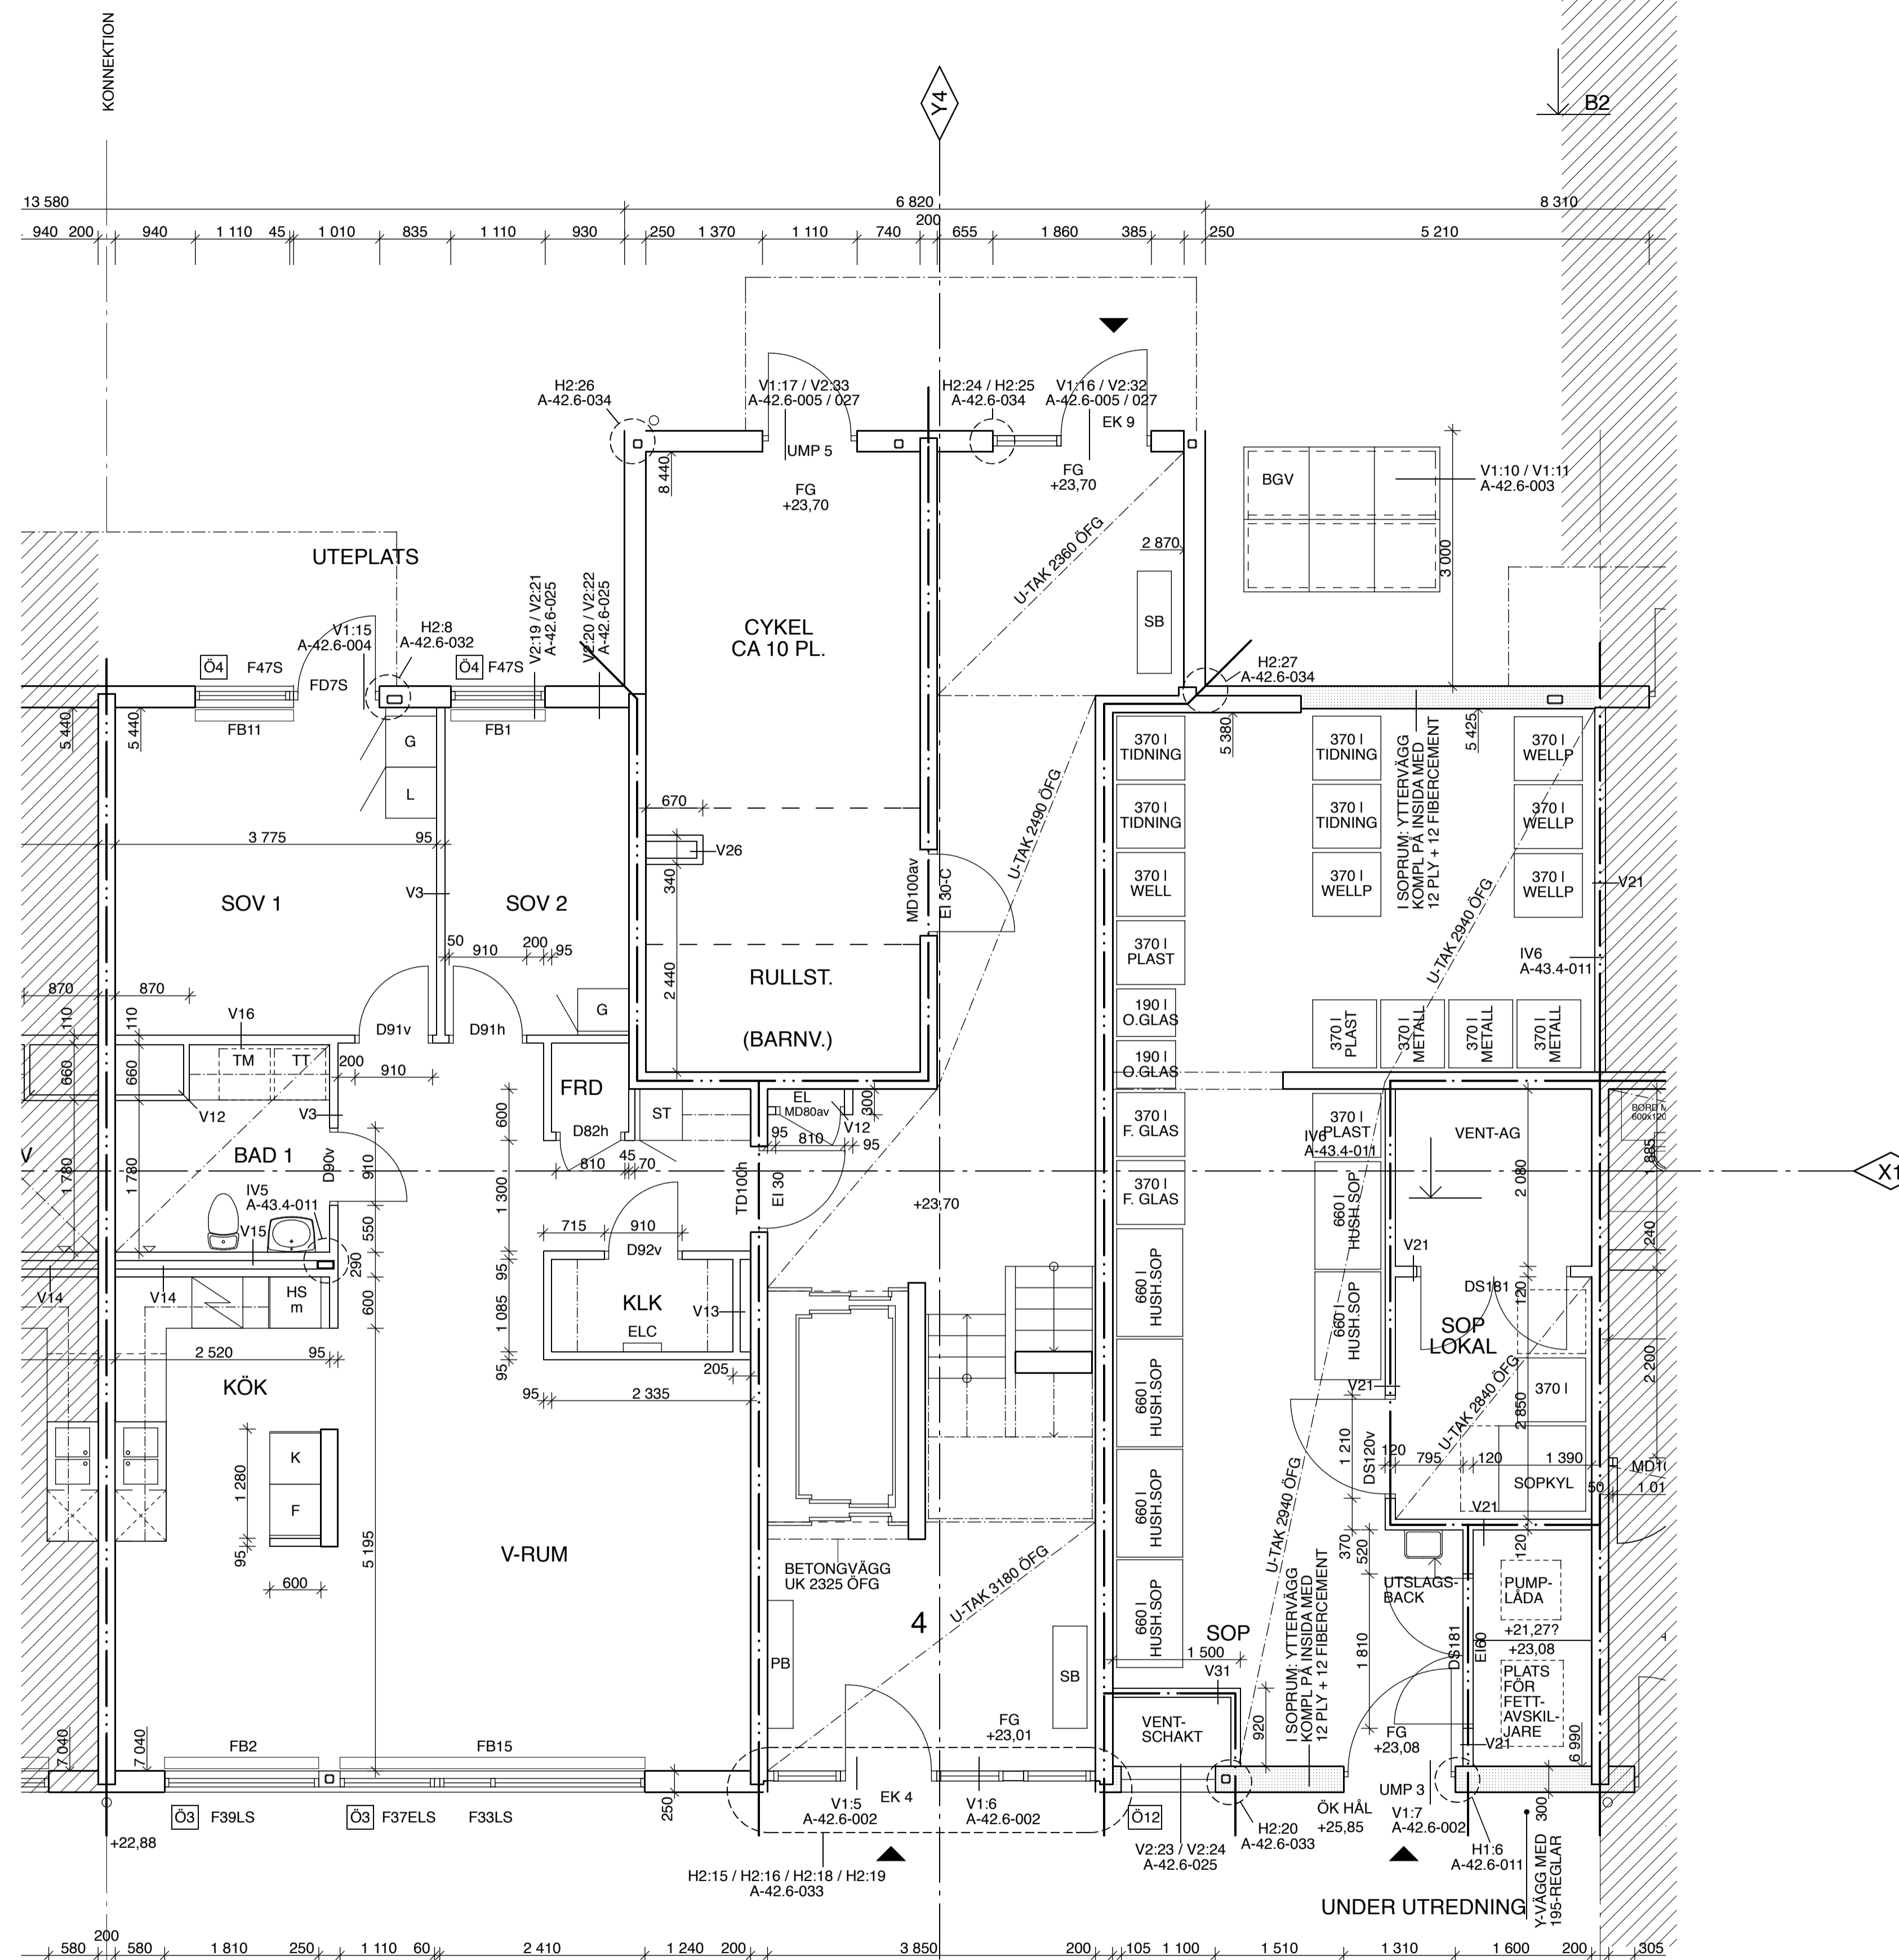 KONNEKTION
Y4
B2
13 580
6 820
8 310
940
200
940
1 110
45
1 010
835
1 110
930
250
1 370
1 110
740
200
655
1 860
385
250
5 210
H2:26
A-42.6-034
V1:17 / V2:33
A-42.6-005 / 027
H2:24 / H2:25
A-42.6-034
V1:16 / V2:32
A-42.6-005 / 027
EK 9
UMP 5
8 440
FG
+23,70
FG
+23,70
BGV
V1:10 / V1:11
A-42.6-003
3 000
2 870
U-TAK 2360 ÖFG
SB
UTEPLATS
V1:15
A-42.6-004
H2:8
A-42.6-032
V2:19 / V2:21
A-42.6-025
V2:20 / V2:22
A-42.6-025
Ö4
F47S
FD7S
Ö4
F47S
FB11
FB1
5 440
5 440
G
L
CYKEL
CA 10 PL.
H2:27
A-42.6-034
5 380
5 425
370 l
TIDNING
370 l
TIDNING
370 l
WELLP
370 l
TIDNING
370 l
TIDNING
370 l
WELLP
370 l
WELL
370 l
WELLP
370 l
WELLP
I SOPRUM: YTTERVÄGG
KOMPL PÅ INSIDA MED
12 PLY + 12 FIBERCEMENT
U-TAK 2490 ÖFG
U-TAK 2940 ÖFG
V21
IV6
A-43.4-011
3 775
95
670
V26
340
V3
MD100av
EI 30-C
SOV 1
SOV 2
50
910
200
95
2 440
RULLST.
(BARNV.)
370 l
PLAST
190 l
O.GLAS
190 l
O.GLAS
370 l
PLAST
370 l
METALL
370 l
METALL
370 l
METALL
870
870
110
110
V16
D91v
D91h
G
TM
TT
200
910
660
660
V12
V3
FRD
ST
D82h
600
810
45
70
EL
MD80av
300
V12
95
810
95
370 l
F. GLAS
370 l
PLAST
IV6
A-43.4-011
VENT-AG
BORD M
600x120
1 885
370 l
F. GLAS
X1
BAD 1
D90v
910
1 780
1 780
IV5
A-43.4-011
V15
550
290
1 300
TD100h
EI 30
+23,70
2 080
660 l
HUSH.SOP
660 l
HUSH.SOP
240
715
910
D92v
95
KLK
V13
ELC
1 085
95
205
V14
V14
HS
m
600
2 520
95
95
2 335
KÖK
660 l
HUSH.SOP
660 l
HUSH.SOP
660 l
HUSH.SOP
660 l
HUSH.SOP
V21
DS181
120
SOP
LOKAL
V21
U-TAK 2840 ÖFG
370 l
2 850
2 200
1 210
DS120v
120
795
120
1 390
SOPKYL
50
1 01
V21
K
F
1 280
95
600
5 195
V-RUM
BETONGVÄGG
UK 2325 ÖFG
U-TAK 3180 ÖFG
U-TAK 2940 ÖFG
370
520
120
UTSLAGS-
BACK
PUMP-
LÅDA
+21,27?
+23,08
4
PB
SB
SOP
1 500
V31
I SOPRUM: YTTERVÄGG
KOMPL PÅ INSIDA MED
12 PLY + 12 FIBERCEMENT
1 810
DS181
EI60
PLATS
FÖR
FETT-
AVSKIL-
JARE
VENT-
SCHAKT
920
FG
+23,01
FG
+23,08
V21
6 990
7 040
7 040
FB2
FB15
Ö3
F39LS
Ö3
F37ELS
F33LS
250
V1:5
A-42.6-002
EK 4
V1:6
A-42.6-002
Ö12
ÖK HÅL
+25,85
UMP 3
V1:7
A-42.6-002
300
+22,88
H2:15 / H2:16 / H2:18 / H2:19
A-42.6-033
V2:23 / V2:24
A-42.6-025
H2:20
A-42.6-033
H1:6
A-42.6-011
UNDER UTREDNING
Y-VÄGG MED
195-REGLAR
580
200
580
1 810
250
1 110
60
2 410
1 240
200
3 850
200
105
1 100
1 510
1 310
1 600
200
305